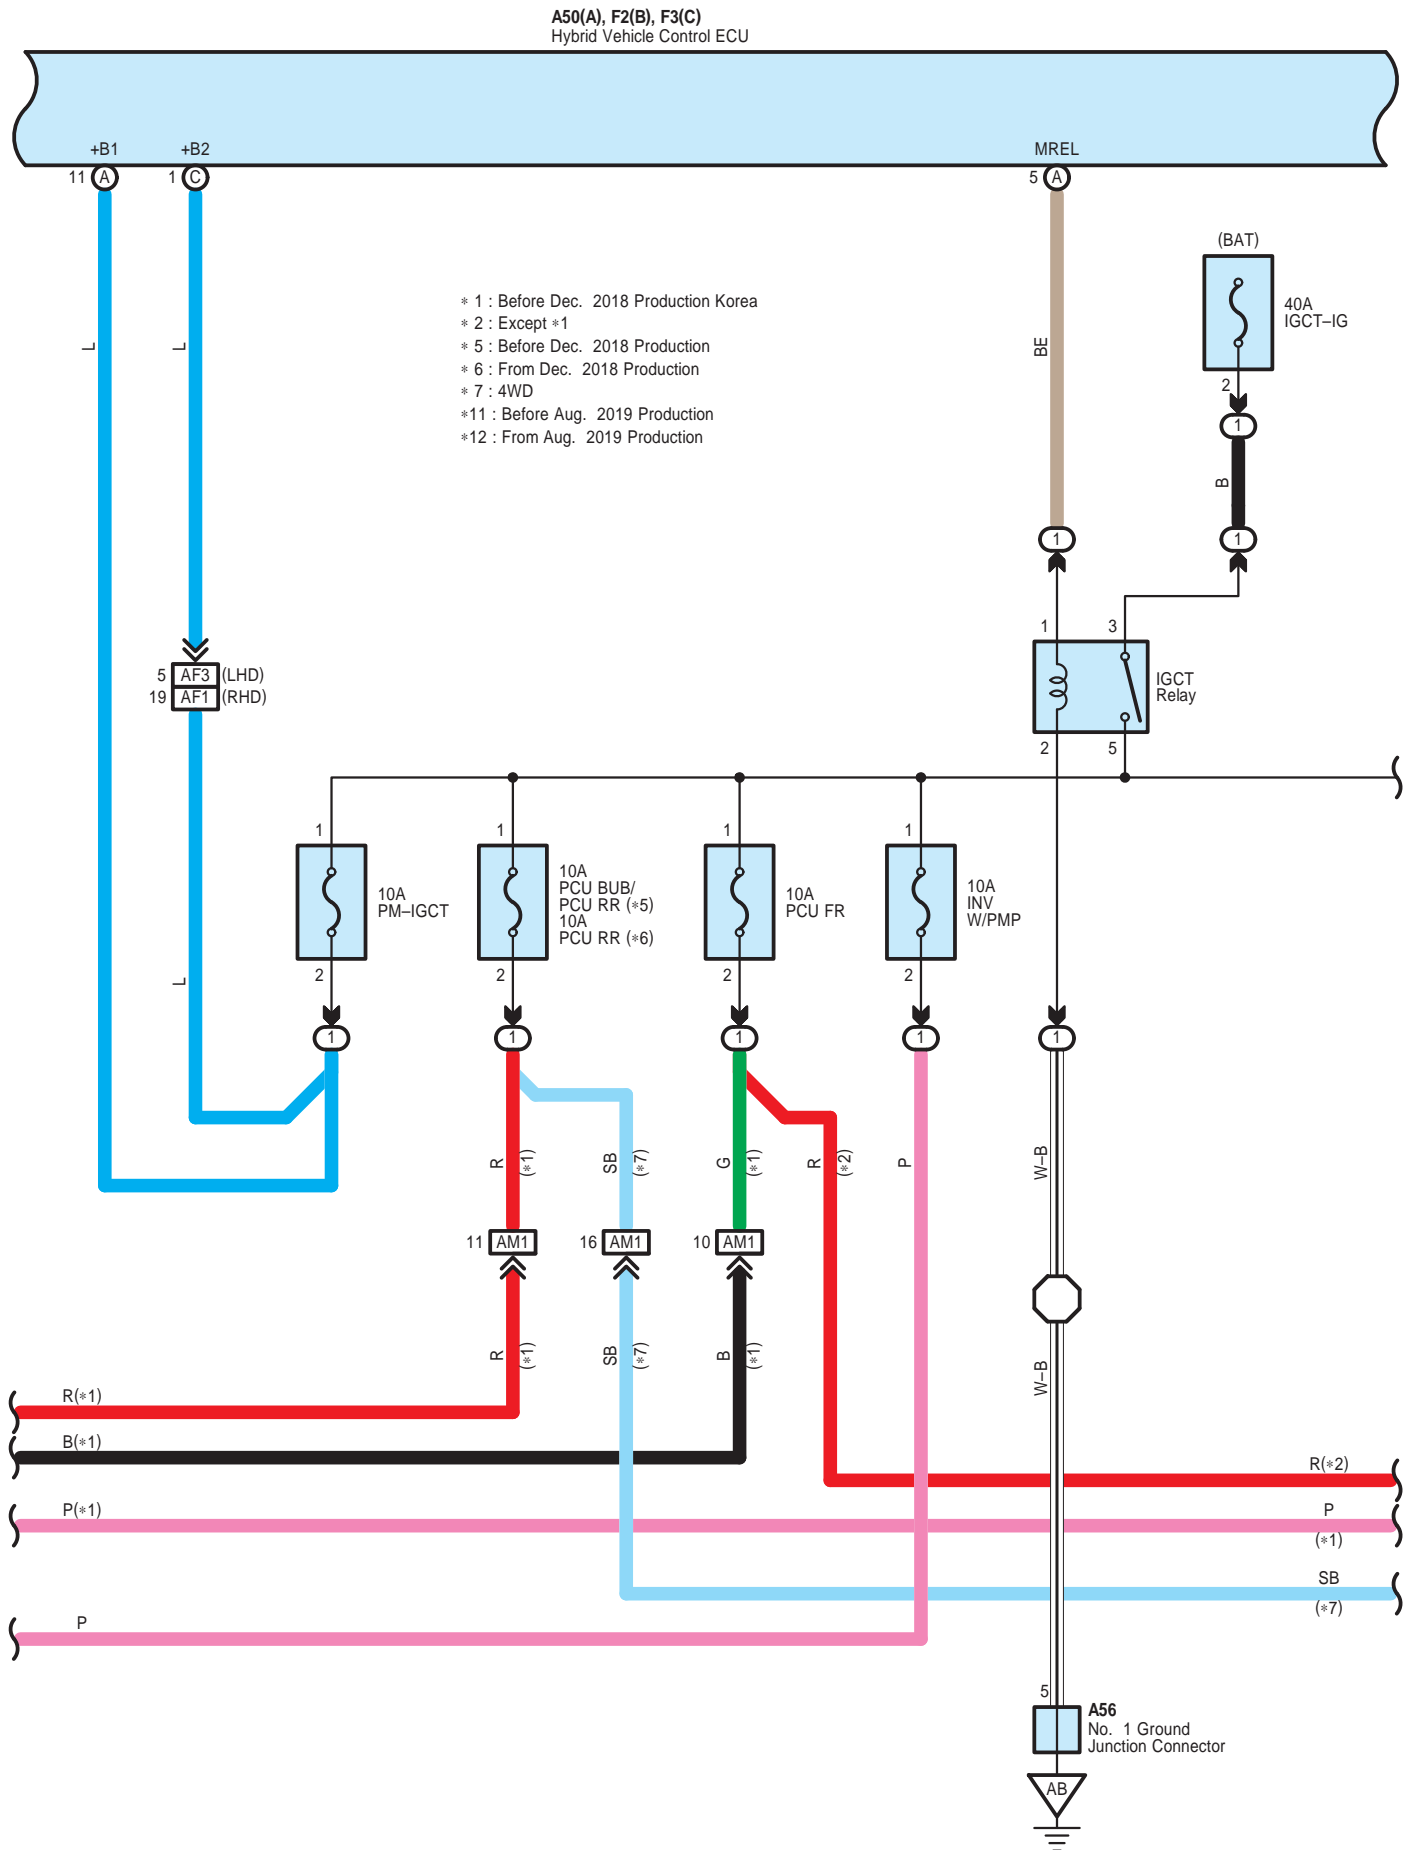 A50(A), F2(B), F3(C)
Hybrid Vehicle Control ECU
+B1
+B2
MREL
11 A
1 C
5 A
(BAT)
40A
IGCT–IG
∗ 1 : Before Dec. 2018 Production Korea
∗ 2 : Except ∗1
∗ 5 : Before Dec. 2018 Production
∗ 6 : From Dec. 2018 Production
∗ 7 : 4WD
∗11 : Before Aug. 2019 Production
∗12 : From Aug. 2019 Production
L
L
BE
2
1
B
1
1
5 AF3 (LHD)
19 AF1 (RHD)
1
3
IGCT
Relay
2
5
1
1
1
1
10A
PM–IGCT
10A
PCU BUB/
PCU RR (∗5)
10A
PCU RR (∗6)
10A
PCU FR
10A
INV
W/PMP
2
2
2
2
L
1
1
1
1
1
R
(∗1)
SB
(∗7)
G
(∗1)
R
(∗2)
P
W–B
11 AM1
16 AM1
10 AM1
R
(∗1)
SB
(∗7)
B
(∗1)
W–B
R(∗1)
B(∗1)
R(∗2)
P(∗1)
P
(∗1)
SB
(∗7)
P
5
A56
No. 1 Ground
Junction Connector
AB